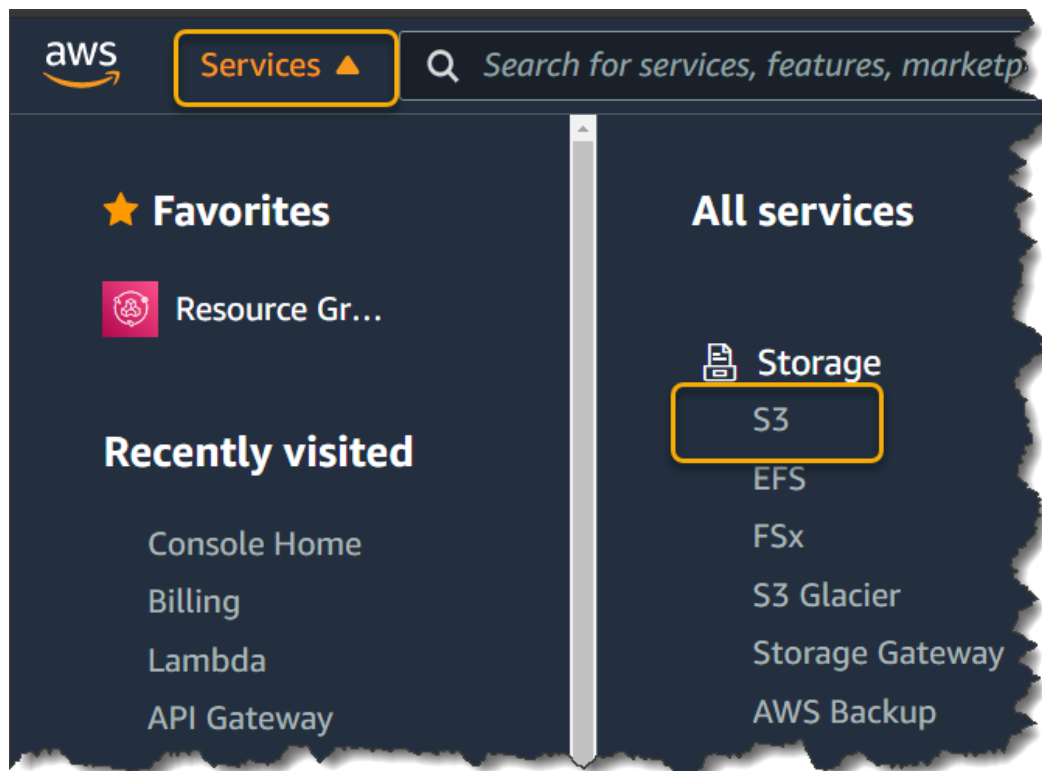 aws
Services ▲
Search for services, features, marketp
Favorites
Resource Gr...
Recently visited
Console Home
Billing
Lambda
API Gateway
All services
Storage
S3
EFS
FSx
S3 Glacier
Storage Gateway
AWS Backup